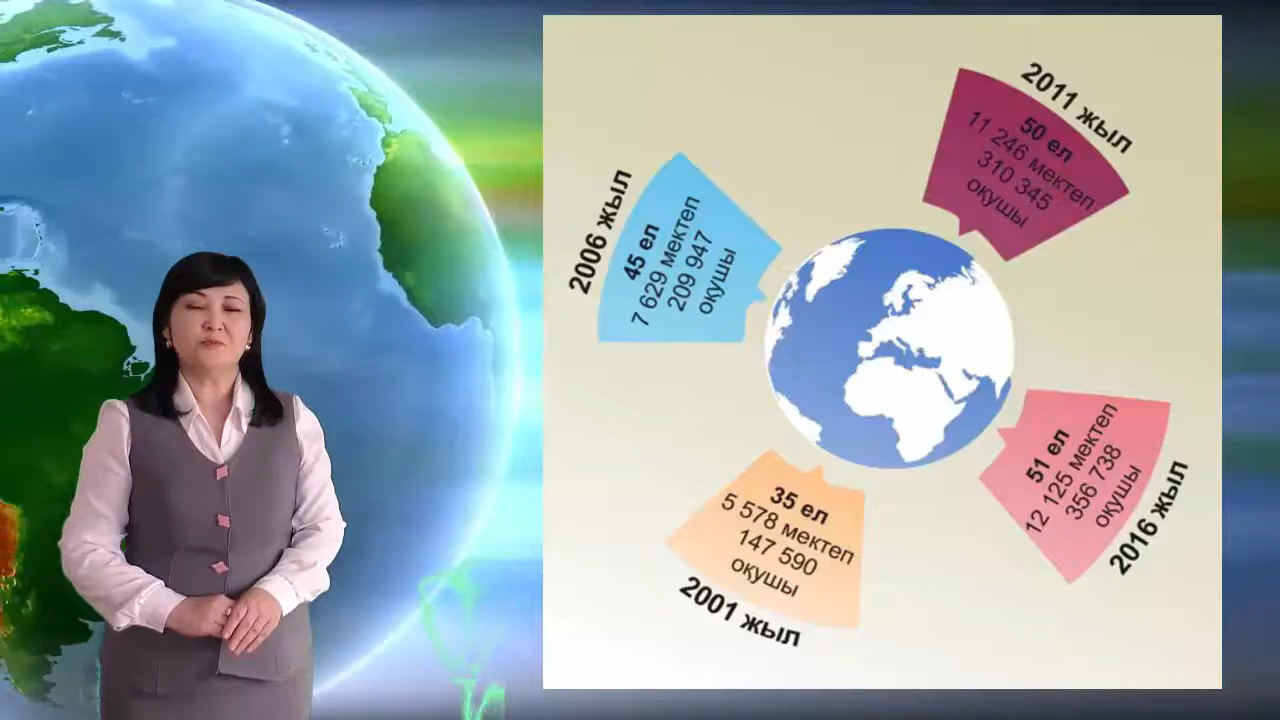 2001 жыл
35 ел
5 578 мектеп
147 590
оқушы
2006 жыл
45 ел
7 629 мектеп
209 947
оқушы
2011 жыл
50 ел
11 246 мектеп
310 345
оқушы
2016 жыл
51 ел
12 125 мектеп
356 738
оқушы